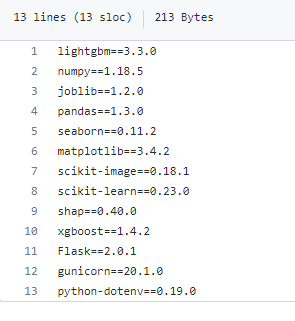 13 lines (13 sloc) 213 Bytes
1 lightgbm==3.3.0
2 numpy==1.18.5
3 joblib==1.2.0
4 pandas==1.3.0
5 seaborn==0.11.2
6 matplotlib==3.4.2
7 scikit-image==0.18.1
8 scikit-learn==0.23.0
9 shap==0.40.0
10 xgboost==1.4.2
11 Flask==2.0.1
12 gunicorn==20.1.0
13 python-dotenv==0.19.0